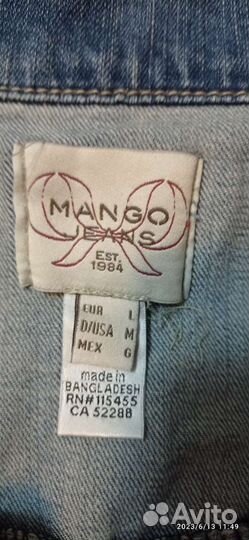 MANGO
JEANS
EST.
1984
EUR L
D/USA M
MEX G
made in
BANGLADESH
RN#115455
CA 52288
Avito
2023/6/13 11:49